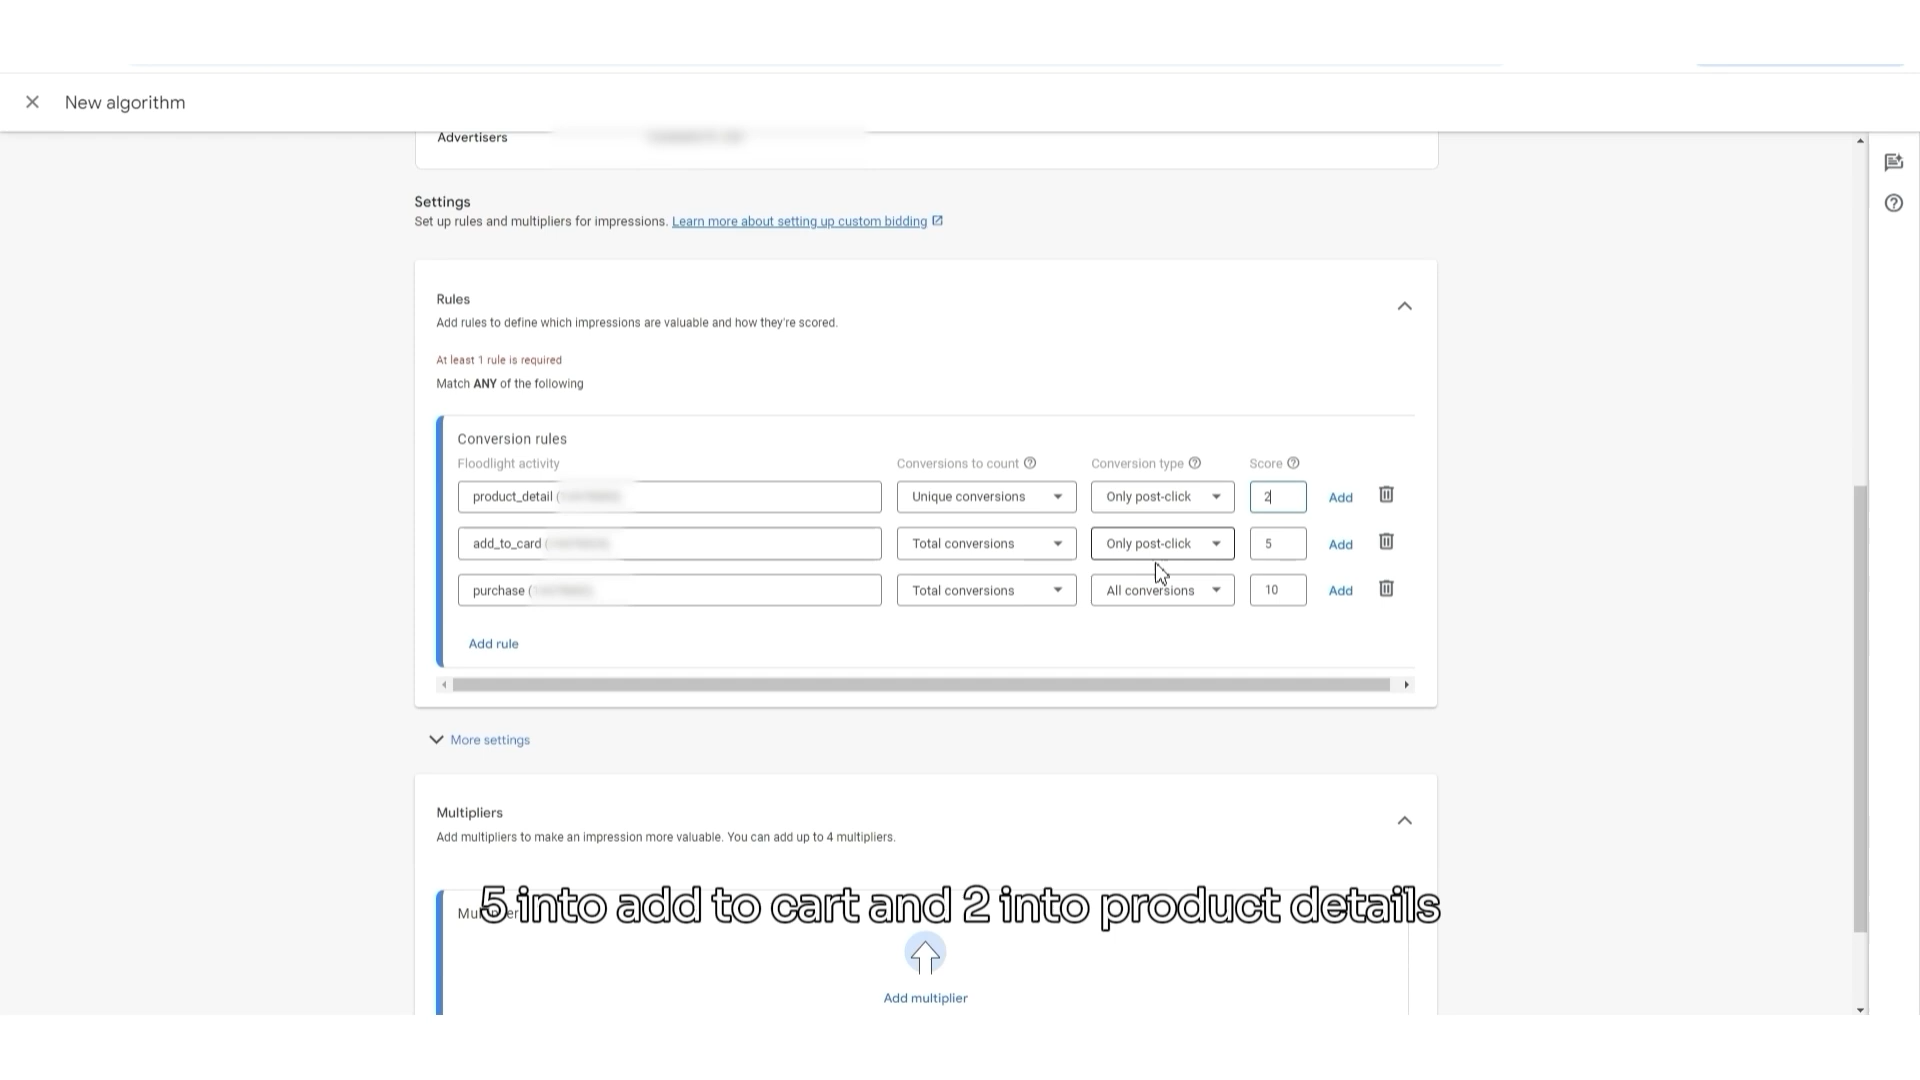 New algorithm
Advertisers
Settings
Set up rules and multipliers for impressions. Learn more about setting up custom bidding
Rules
Add rules to define which impressions are valuable and how they're scored.
At least 1 rule is required
Match ANY of the following
Conversion rules
Floodlight activity Conversions to count Conversion type Score
product_detail ( Unique conversions Only post-click 2 Add
add_to_card ( Total conversions Only post-click 5 Add
purchase ( Total conversions All conversions 10 Add
Add rule
More settings
Multipliers
Add multipliers to make an impression more valuable. You can add up to 4 multipliers.
5 into add to cart and 2 into product details
Add multiplier